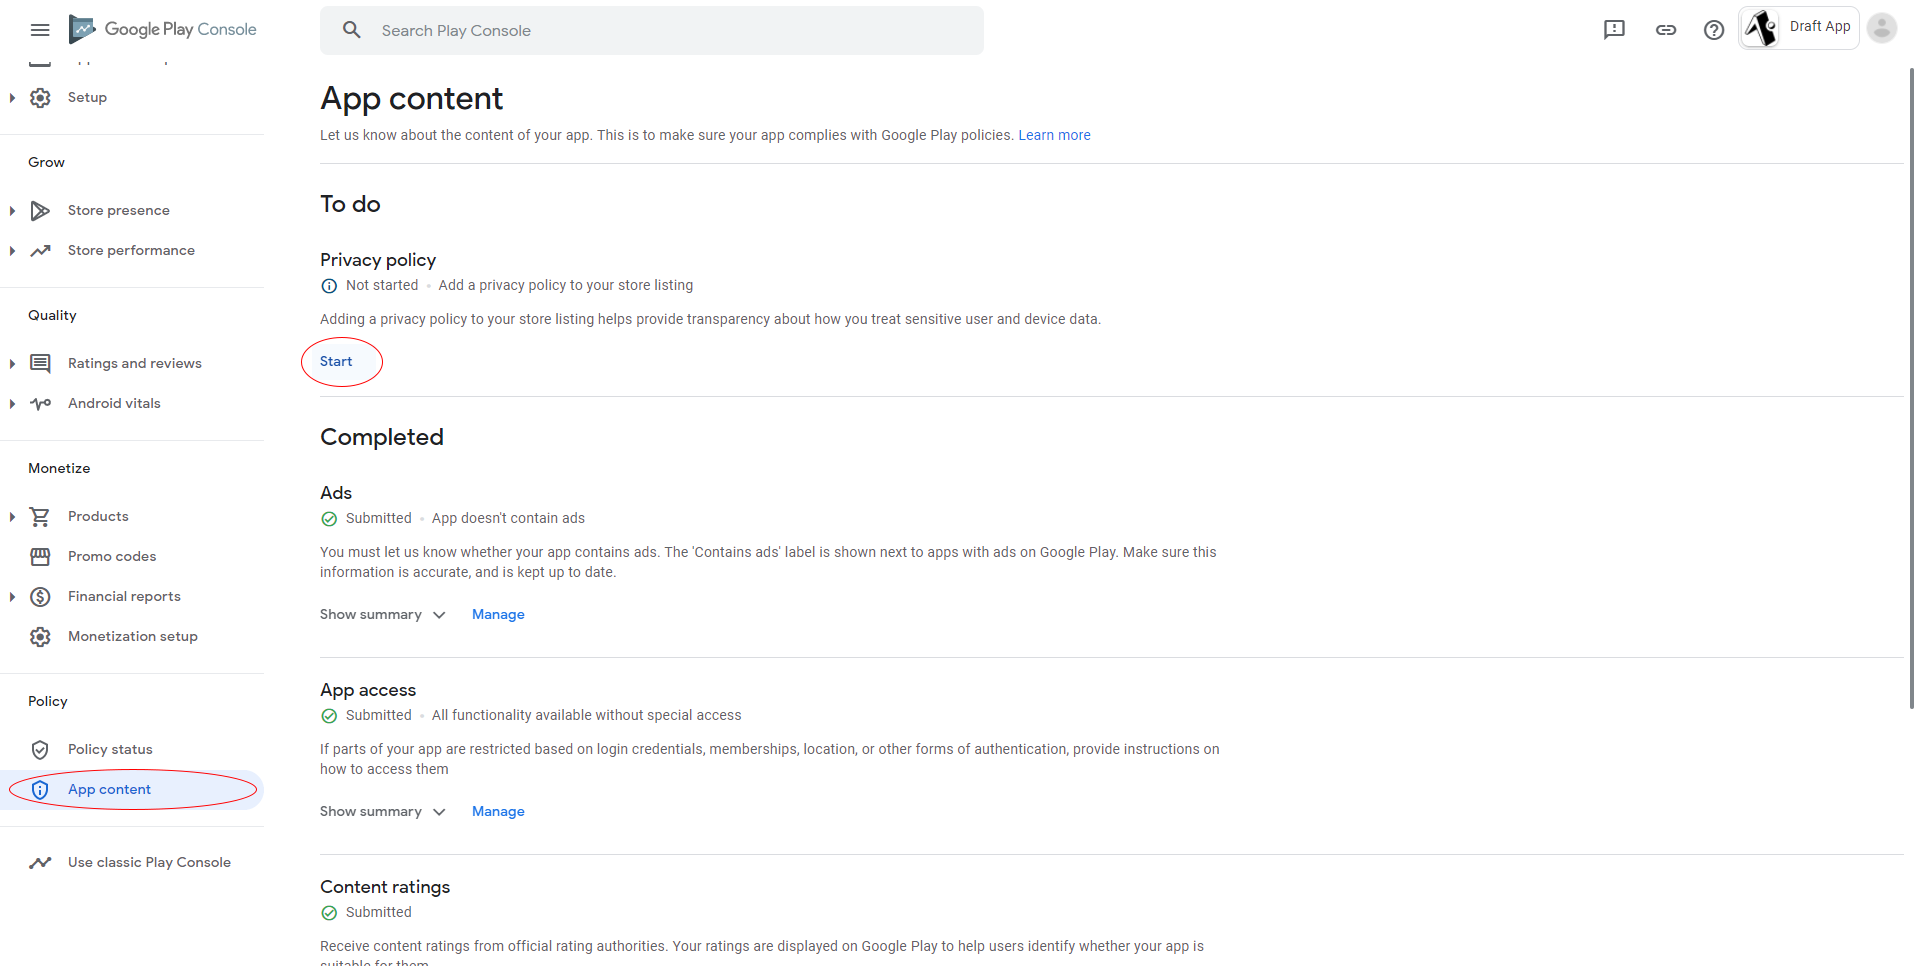 Google Play Console
Search Play Console
Draft App
Setup
Grow
Store presence
Store performance
Quality
Ratings and reviews
Android vitals
Monetize
Products
Promo codes
Financial reports
Monetization setup
Policy
Policy status
App content
Use classic Play Console
App content
Let us know about the content of your app. This is to make sure your app complies with Google Play policies. Learn more
To do
Privacy policy
Not started • Add a privacy policy to your store listing
Adding a privacy policy to your store listing helps provide transparency about how you treat sensitive user and device data.
Start
Completed
Ads
Submitted • App doesn't contain ads
You must let us know whether your app contains ads. The 'Contains ads' label is shown next to apps with ads on Google Play. Make sure this
information is accurate, and is kept up to date.
Show summary Manage
App access
Submitted • All functionality available without special access
If parts of your app are restricted based on login credentials, memberships, location, or other forms of authentication, provide instructions on
how to access them
Show summary Manage
Content ratings
Submitted
Receive content ratings from official rating authorities. Your ratings are displayed on Google Play to help users identify whether your app is
suitable for them